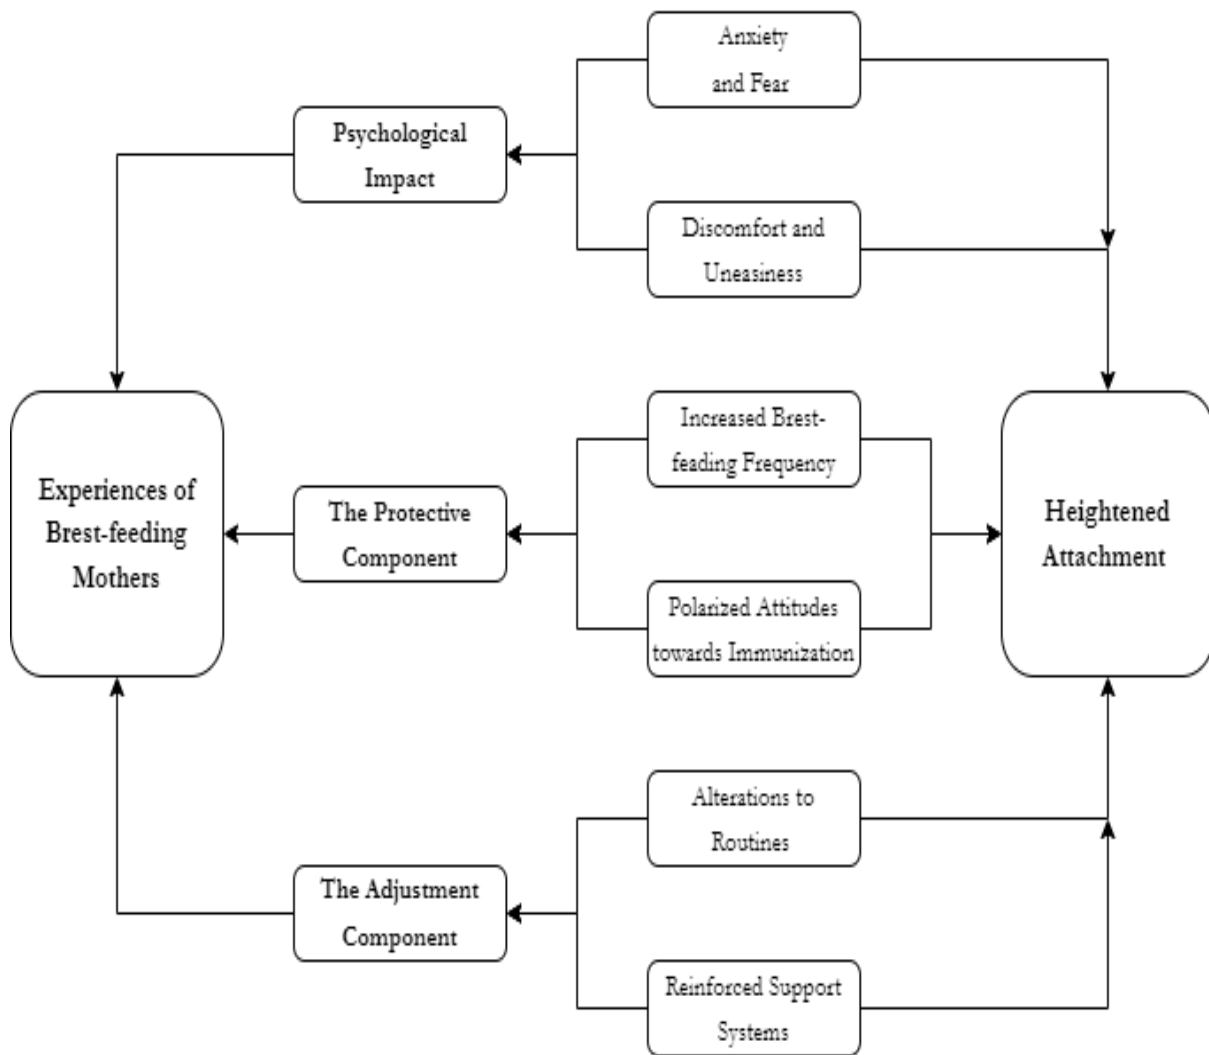 Anxiety
and Fear
Psychological
Impact
Discomfort and
Uneasiness
Experiences of
Brest-feeding
Mothers
The Protective
Component
Increased Brest-
feading Frequency
Polarized Attitudes
towards Immunization
Heightened
Attachment
Alterations to
Routines
The Adjustment
Component
Reinforced Support
Systems